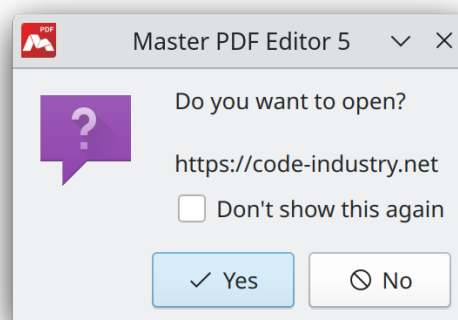 PDF
Master PDF Editor 5
Do you want to open?
https://code-industry.net
Don't show this again
Yes
No